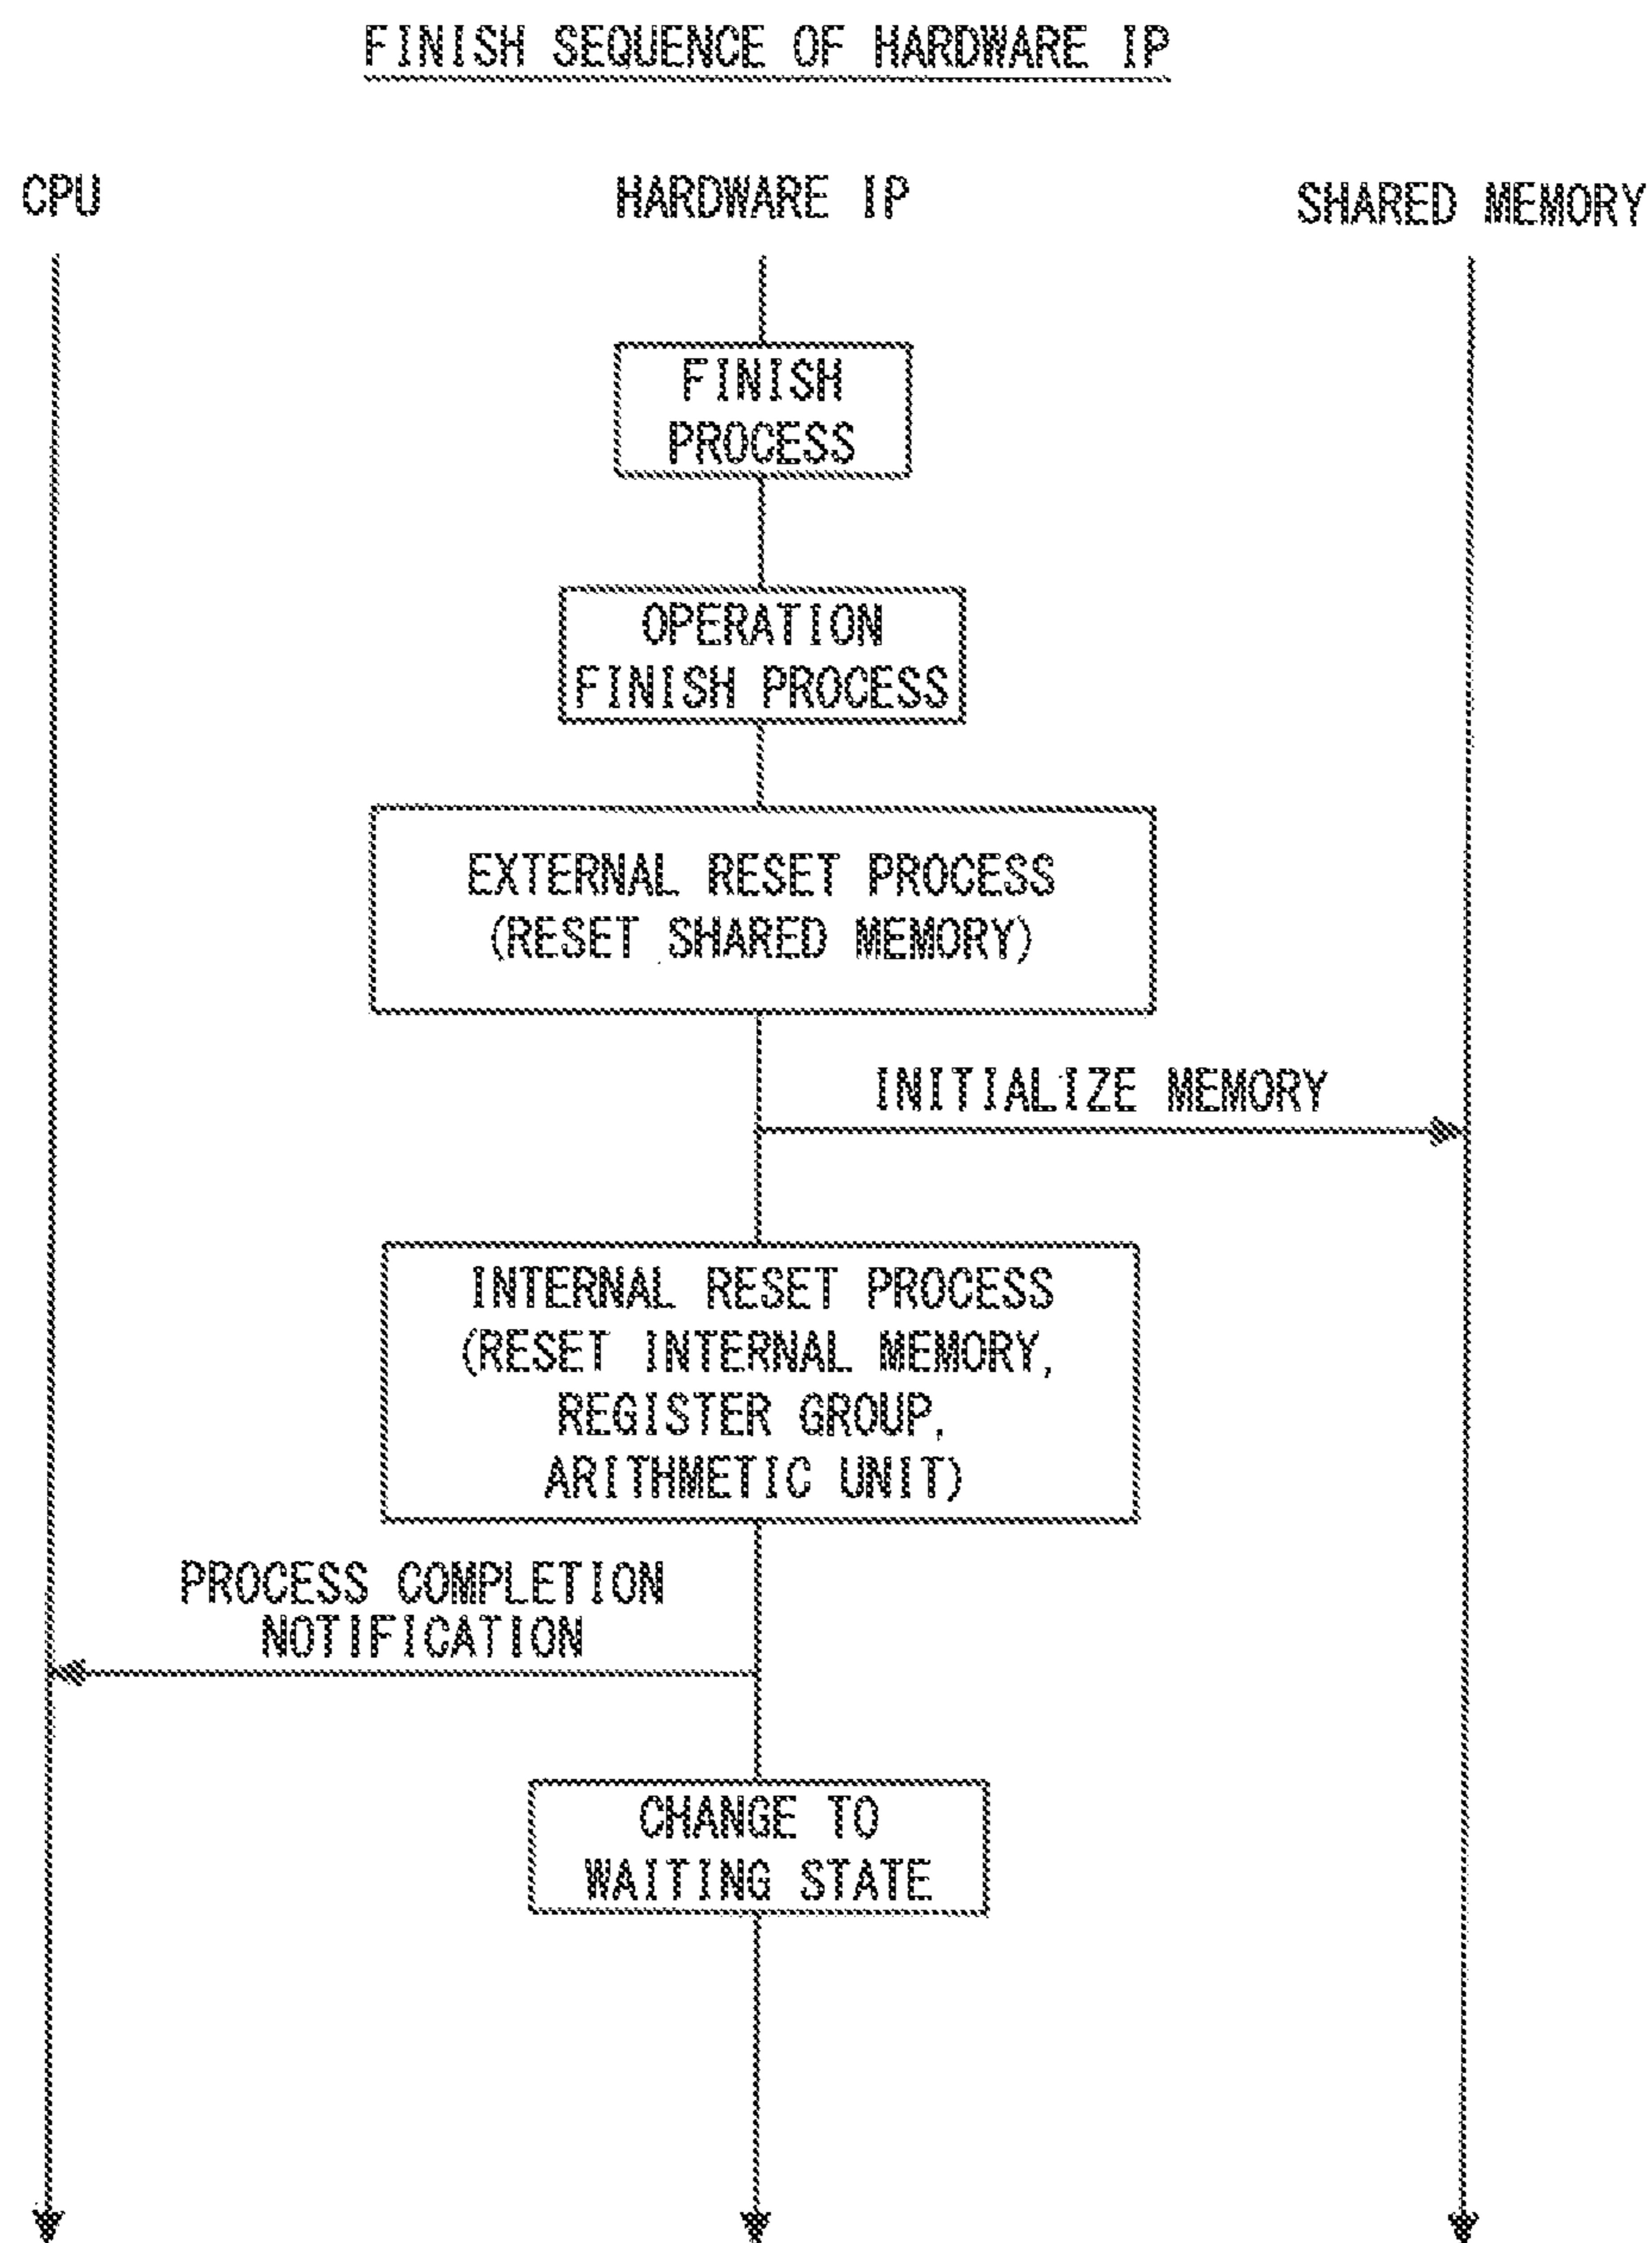 FINISH SEQUENCE OF HARDWARE IP
CPU
HARDWARE IP
SHARED MEMORY
FINISH
PROCESS
OPERATION
FINISH PROCESS
EXTERNAL RESET PROCESS
(RESET SHARED MEMORY)
INITIALIZE MEMORY
INTERNAL RESET PROCESS
(RESET INTERNAL MEMORY,
REGISTER GROUP,
ARITHMETIC UNIT)
PROCESS COMPLETION
NOTIFICATION
CHANGE TO
WAITING STATE